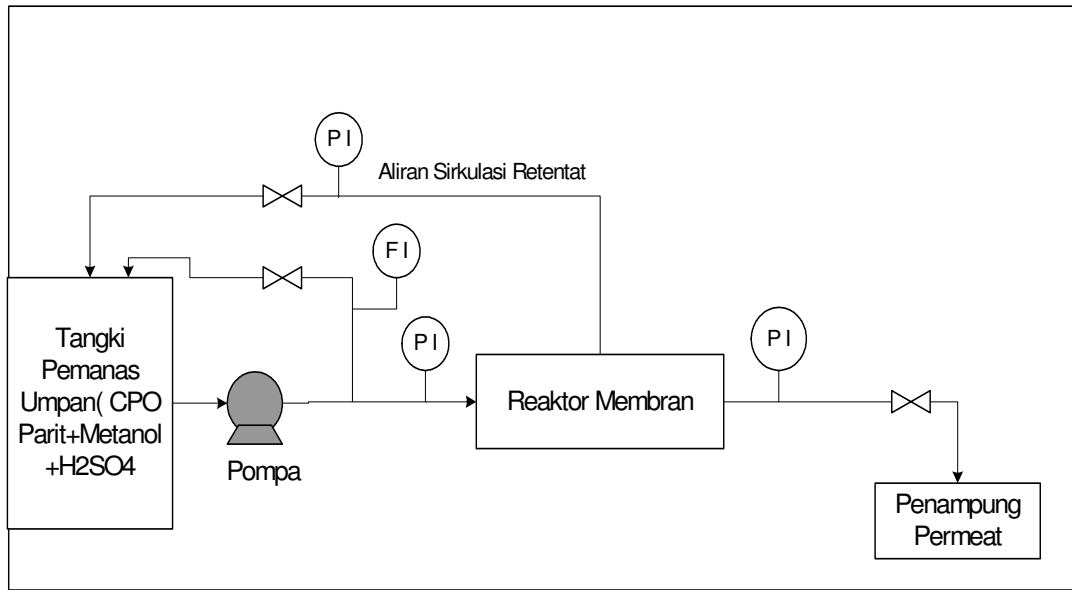 P I
Aliran Sirkulasi Retentat
F I
P I
P I
Tangki
Pemanas
Umpan( CPO
Parit+Metanol
+H2SO4
Pompa
Reaktor Membran
Penampung
Permeat